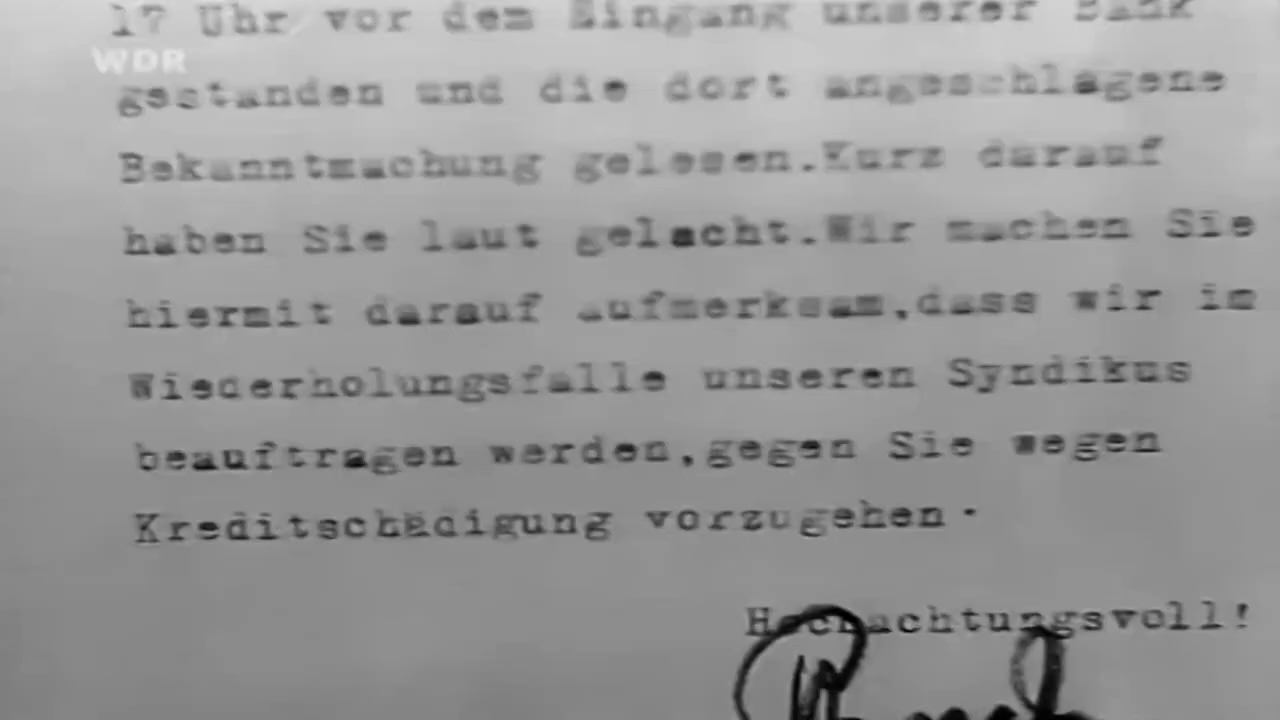 17 Uhr vor dem Eingang unserer Bank
WDR
gestanden und die dort angeschlagene
Bekanntmachung gelesen.Kurz darauf
haben Sie laut gelacht.Wir machen Sie
hiermit darauf aufmerksam,dass wir im
Wiederholungsfalle unseren Syndikus
beauftragen werden,gegen Sie wegen
Kreditschädigung vorzugehen.
Hochachtungsvoll!